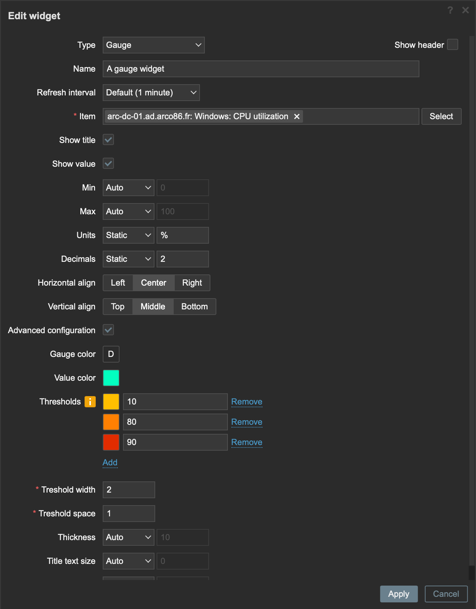 Edit widget
? ×
Type Gauge Show header
Name A gauge widget
Refresh interval Default (1 minute)
* Item arc-dc-01.ad.arco86.fr: Windows: CPU utilization × Select
Show title
Show value
Min Auto 0
Max Auto 100
Units Static %
Decimals Static 2
Horizontal align Left Center Right
Vertical align Top Middle Bottom
Advanced configuration
Gauge color D
Value color
Thresholds i 10 Remove
80 Remove
90 Remove
Add
* Treshold width 2
* Treshold space 1
Thickness Auto 10
Title text size Auto 0
Apply Cancel